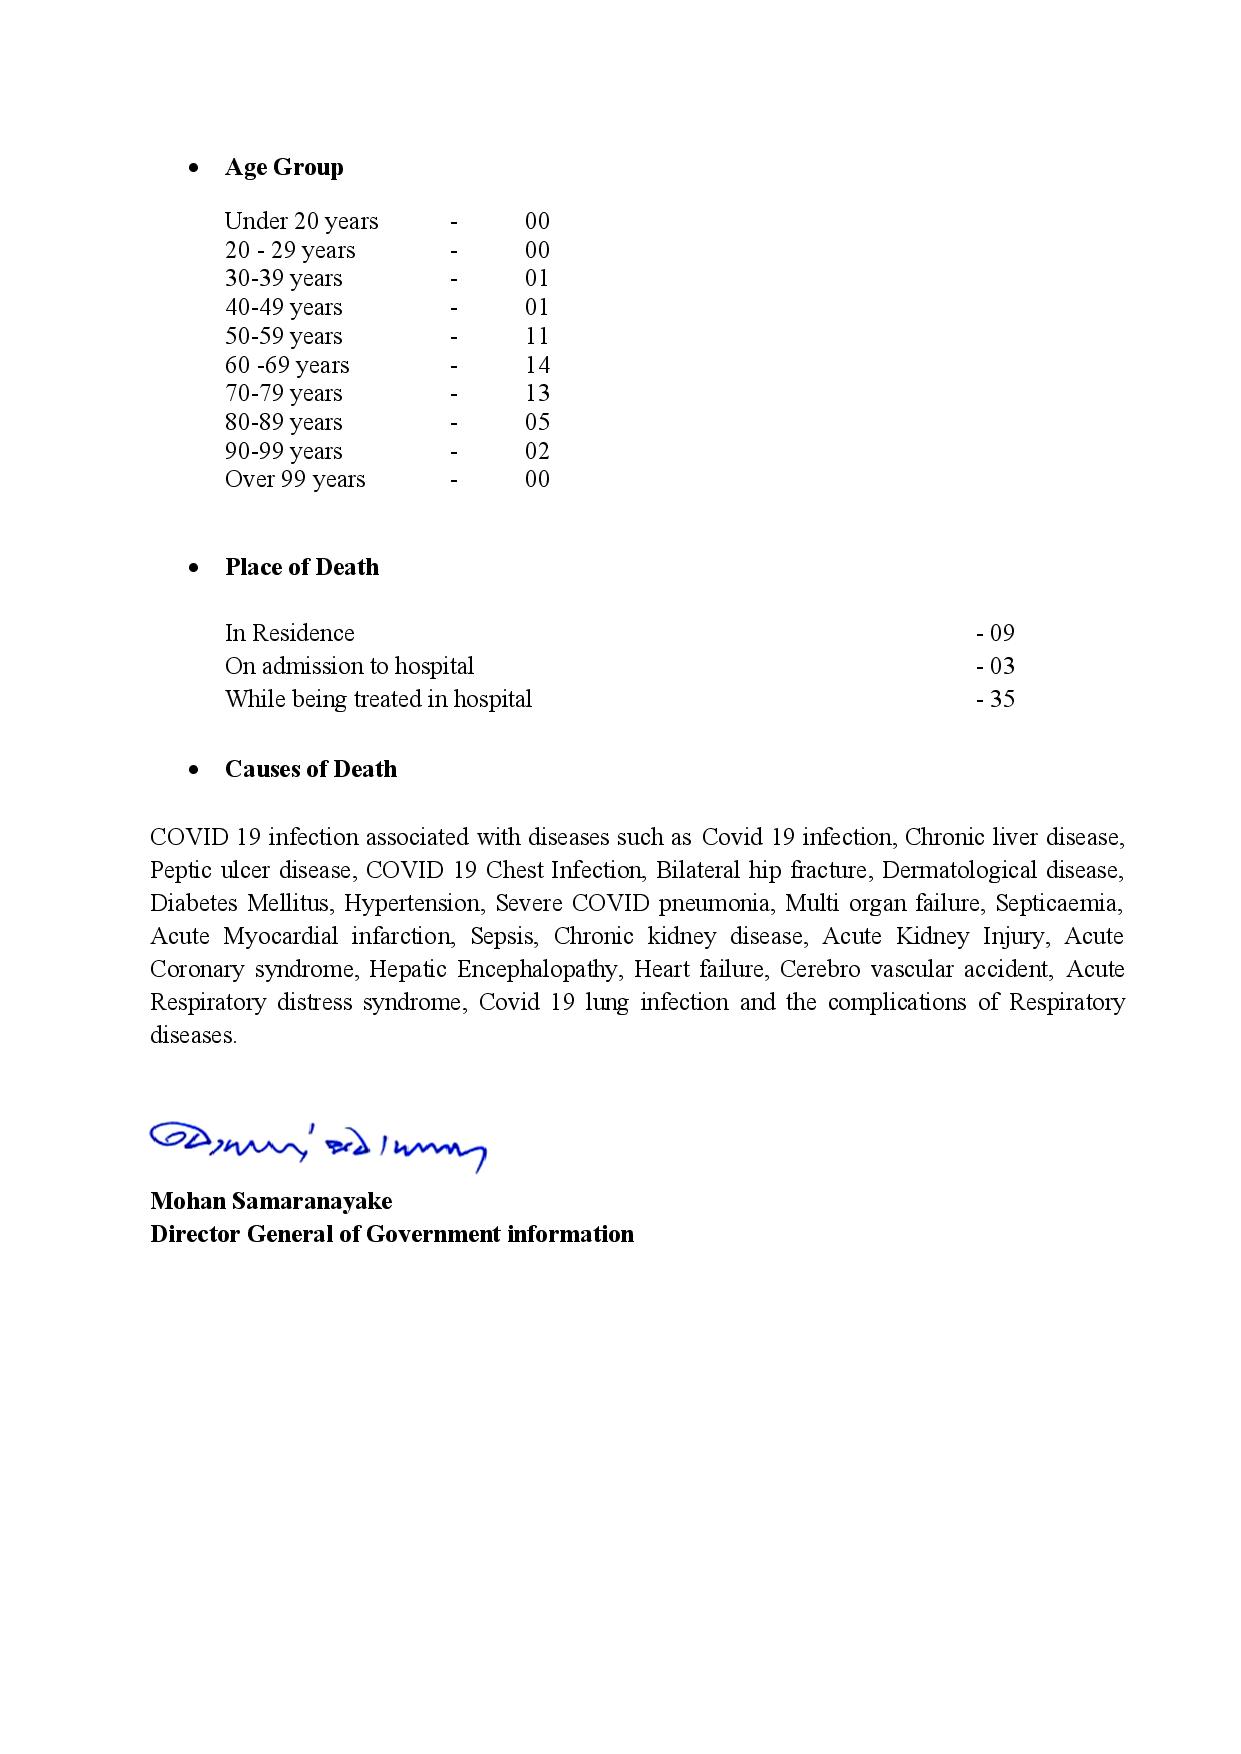 • Age Group
Under 20 years - 00
20 - 29 years - 00
30-39 years - 01
40-49 years - 01
50-59 years - 11
60 -69 years - 14
70-79 years - 13
80-89 years - 05
90-99 years - 02
Over 99 years - 00
• Place of Death
In Residence - 09
On admission to hospital - 03
While being treated in hospital - 35
• Causes of Death
COVID 19 infection associated with diseases such as Covid 19 infection, Chronic liver disease,
Peptic ulcer disease, COVID 19 Chest Infection, Bilateral hip fracture, Dermatological disease,
Diabetes Mellitus, Hypertension, Severe COVID pneumonia, Multi organ failure, Septicaemia,
Acute Myocardial infarction, Sepsis, Chronic kidney disease, Acute Kidney Injury, Acute
Coronary syndrome, Hepatic Encephalopathy, Heart failure, Cerebro vascular accident, Acute
Respiratory distress syndrome, Covid 19 lung infection and the complications of Respiratory
diseases.
Mohan Samaranayake
Director General of Government information